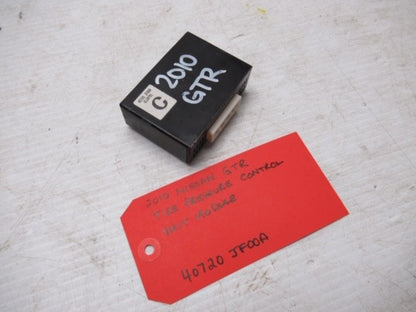 2010
GTR
C
2010 NISSAN GTR
TIRE PRESSURE CONTROL
UNIT MODULE
40720 JF00A